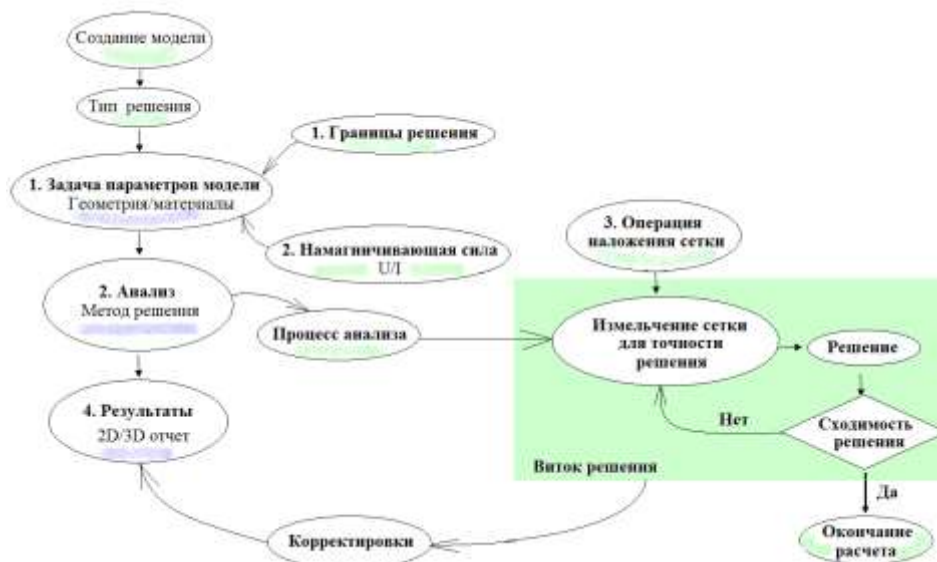 Создание модели
Тип решения
1. Границы решения
1. Задача параметров модели
Геометрия/материалы
2. Намагничивающая сила
U/I
3. Операция
наложения сетки
2. Анализ
Метод решения
Процесс анализа
Измельчение сетки
для точности
решения
Решение
4. Результаты
2D/3D отчет
Нет
Сходимость
решения
Виток решения
Да
Корректировки
Окончание
расчета